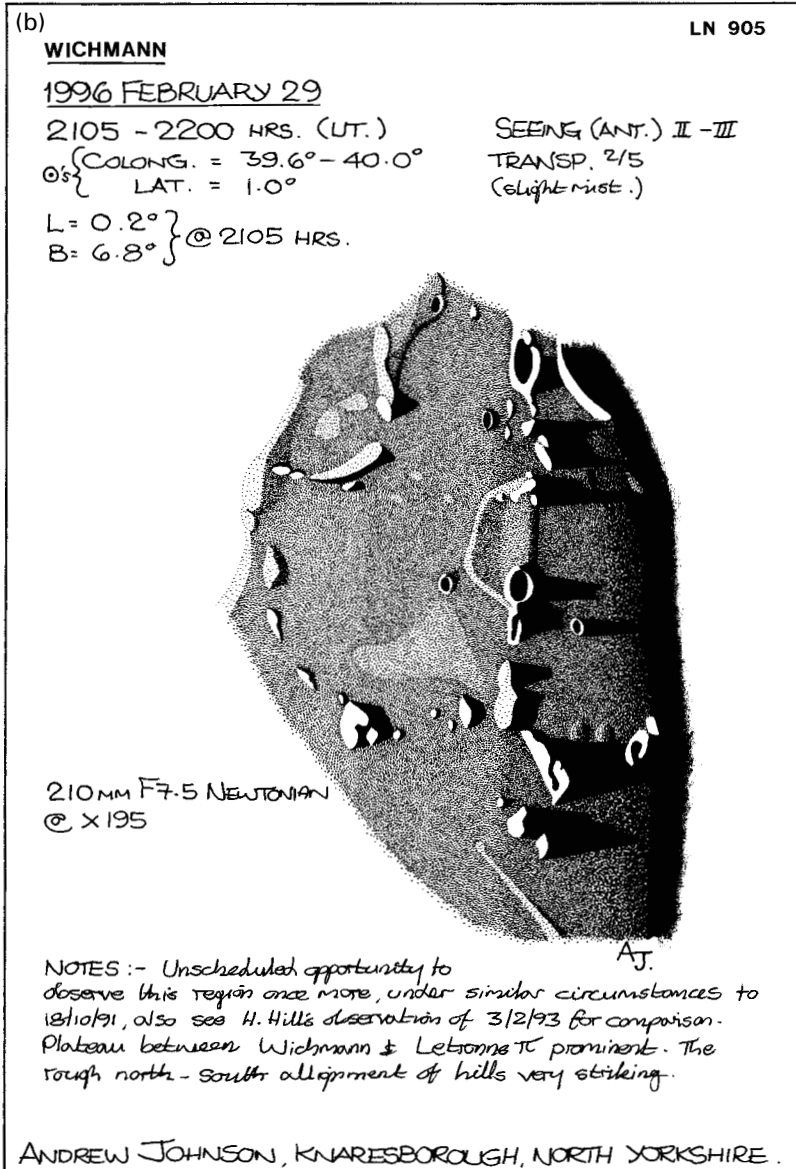 (b)
LN 905
WICHMANN
1996 FEBRUARY 29
2105 - 2200 HRS. (UT.)
SEEING (ANT.) II - III
☉'s { COLONG. = 39.6° - 40.0°
LAT. = 1.0°
TRANSP. 2/5
(slight mist.)
L = 0.2° } @ 2105 HRS.
B = 6.8°
210 MM F7.5 NEWTONIAN
@ X195
AJ.
NOTES :- Unscheduled opportunity to
observe this region once more, under similar circumstances to
18/10/91, also see H. Hill's observation of 3/2/93 for comparison.
Plateau between Wichmann & Letronne π prominent. The
rough north - south allignment of hills very striking.
ANDREW JOHNSON, KNARESBOROUGH, NORTH YORKSHIRE.